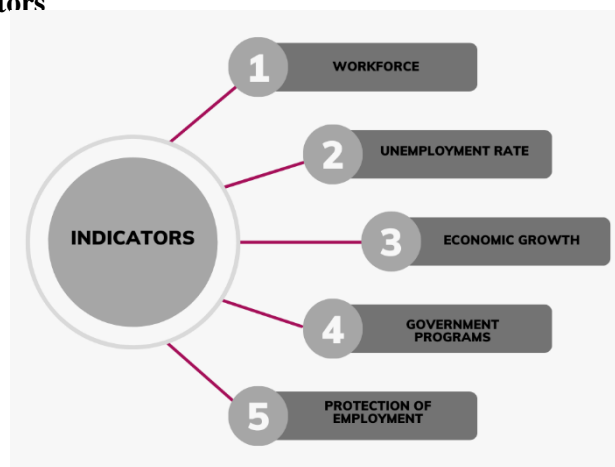 INDICATORS
1
WORKFORCE
2
UNEMPLOYMENT RATE
3
ECONOMIC GROWTH
4
GOVERNMENT
PROGRAMS
5
PROTECTION OF
EMPLOYMENT